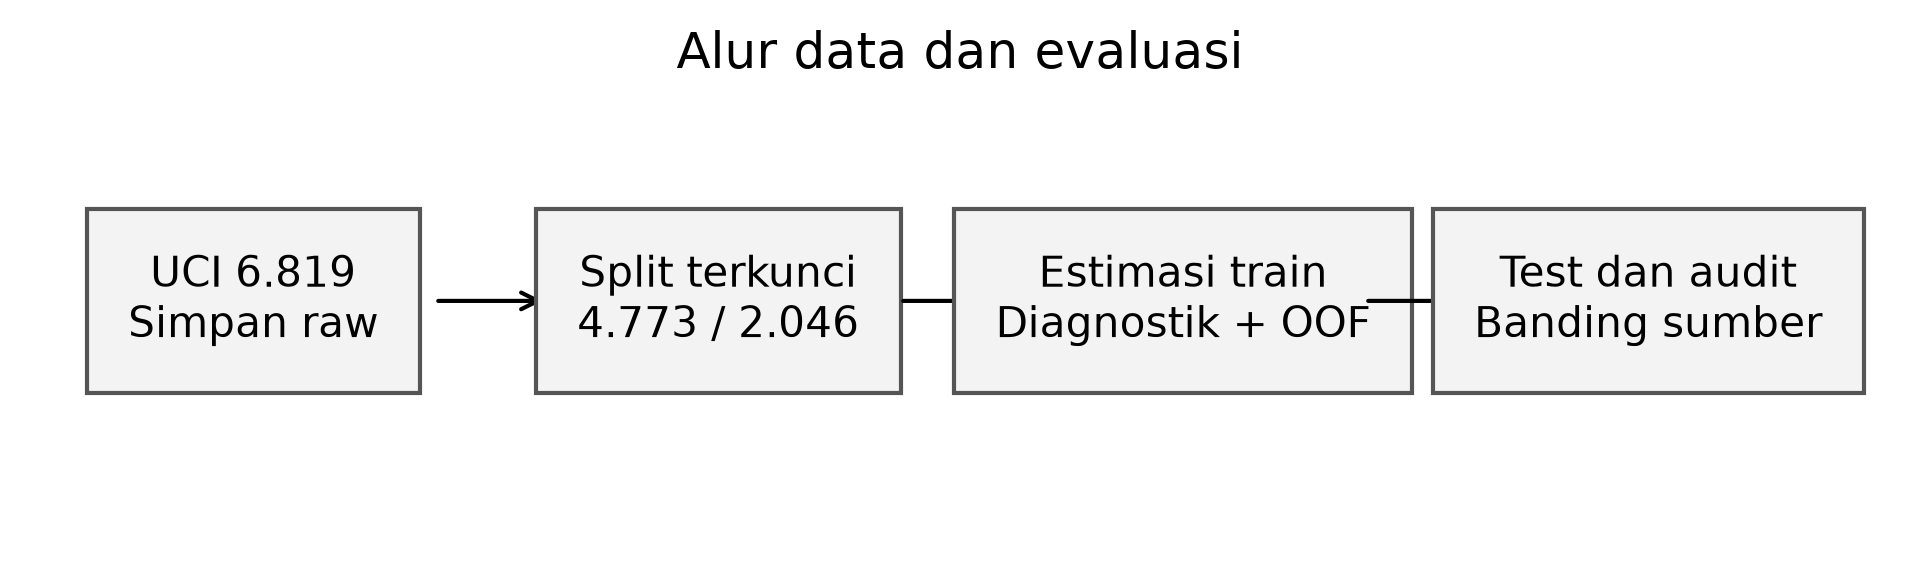 Alur data dan evaluasi
UCI 6.819
Simpan raw
Split terkunci
4.773 / 2.046
Estimasi train
Diagnostik + OOF
Test dan audit
Banding sumber